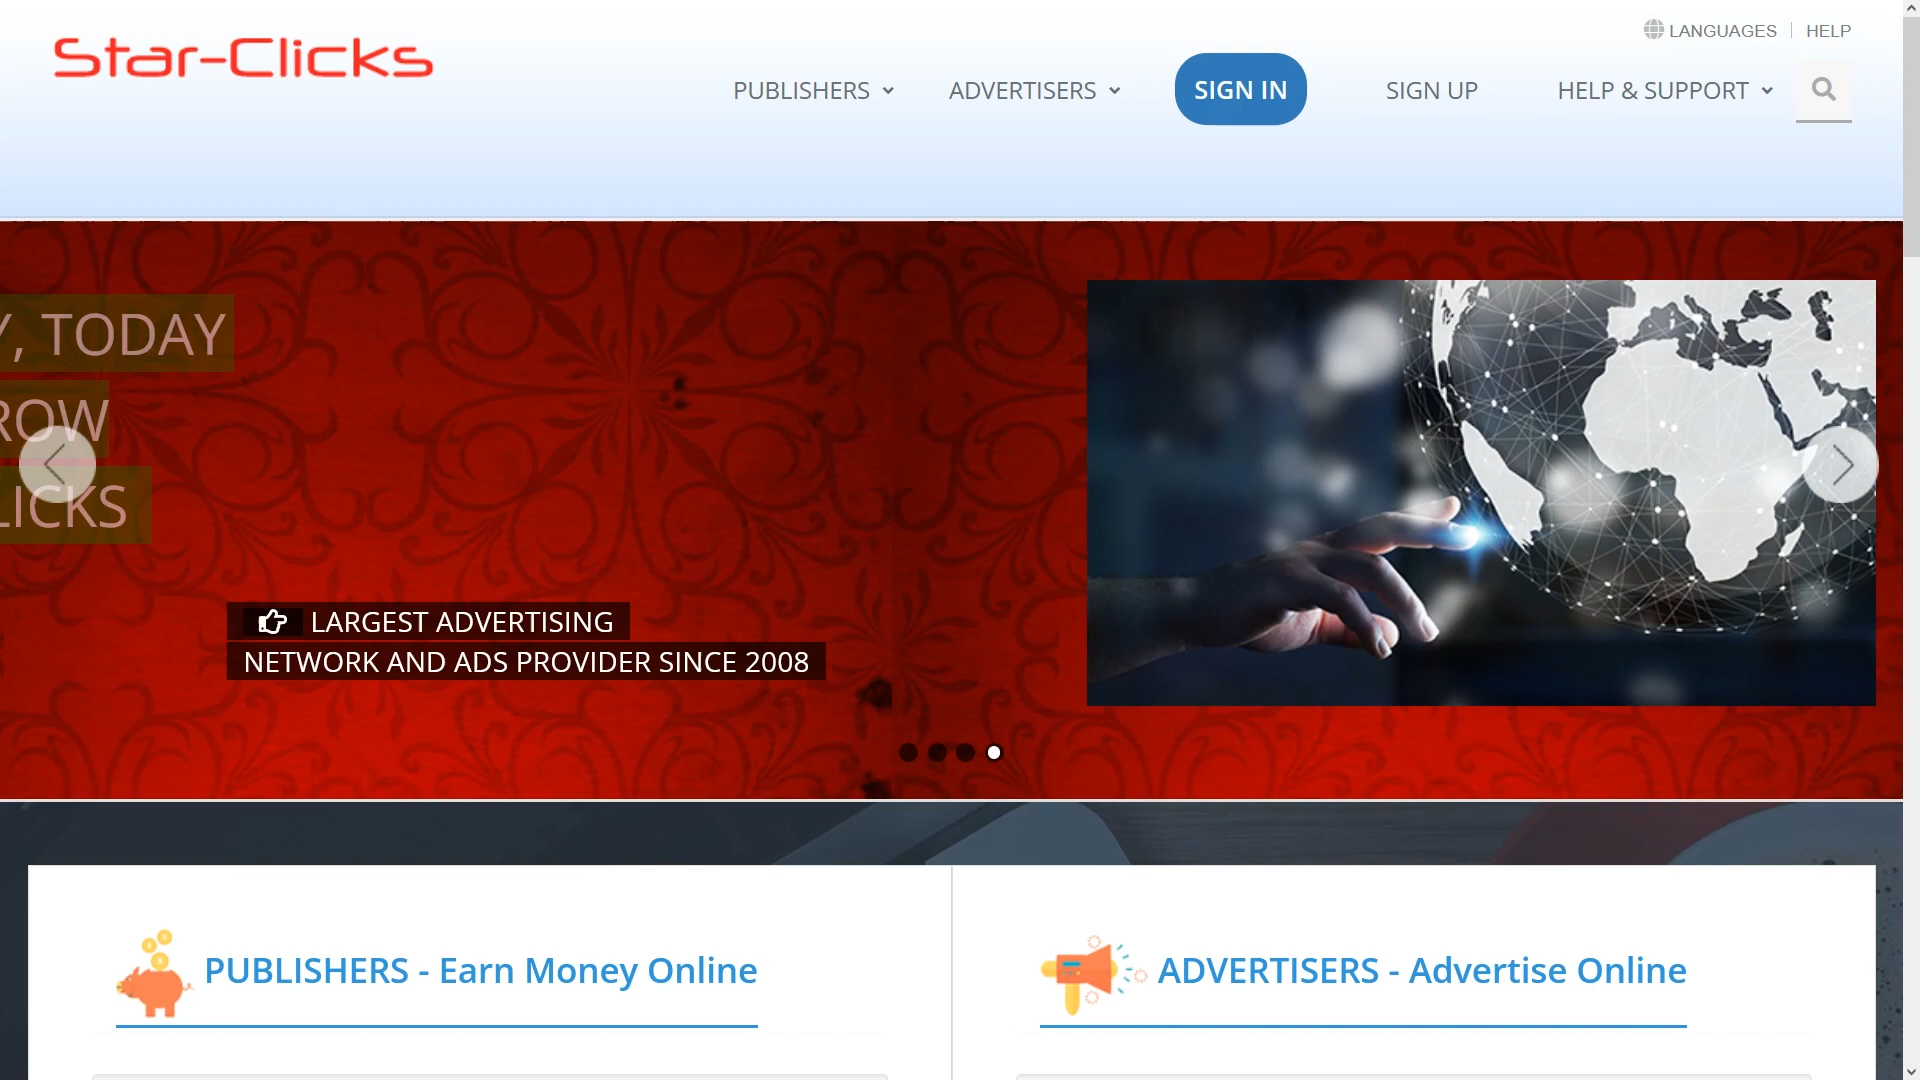 Star-Clicks
LANGUAGES
HELP
PUBLISHERS
ADVERTISERS
SIGN IN
SIGN UP
HELP & SUPPORT
, TODAY
ROW
LICKS
LARGEST ADVERTISING
NETWORK AND ADS PROVIDER SINCE 2008
PUBLISHERS - Earn Money Online
ADVERTISERS - Advertise Online